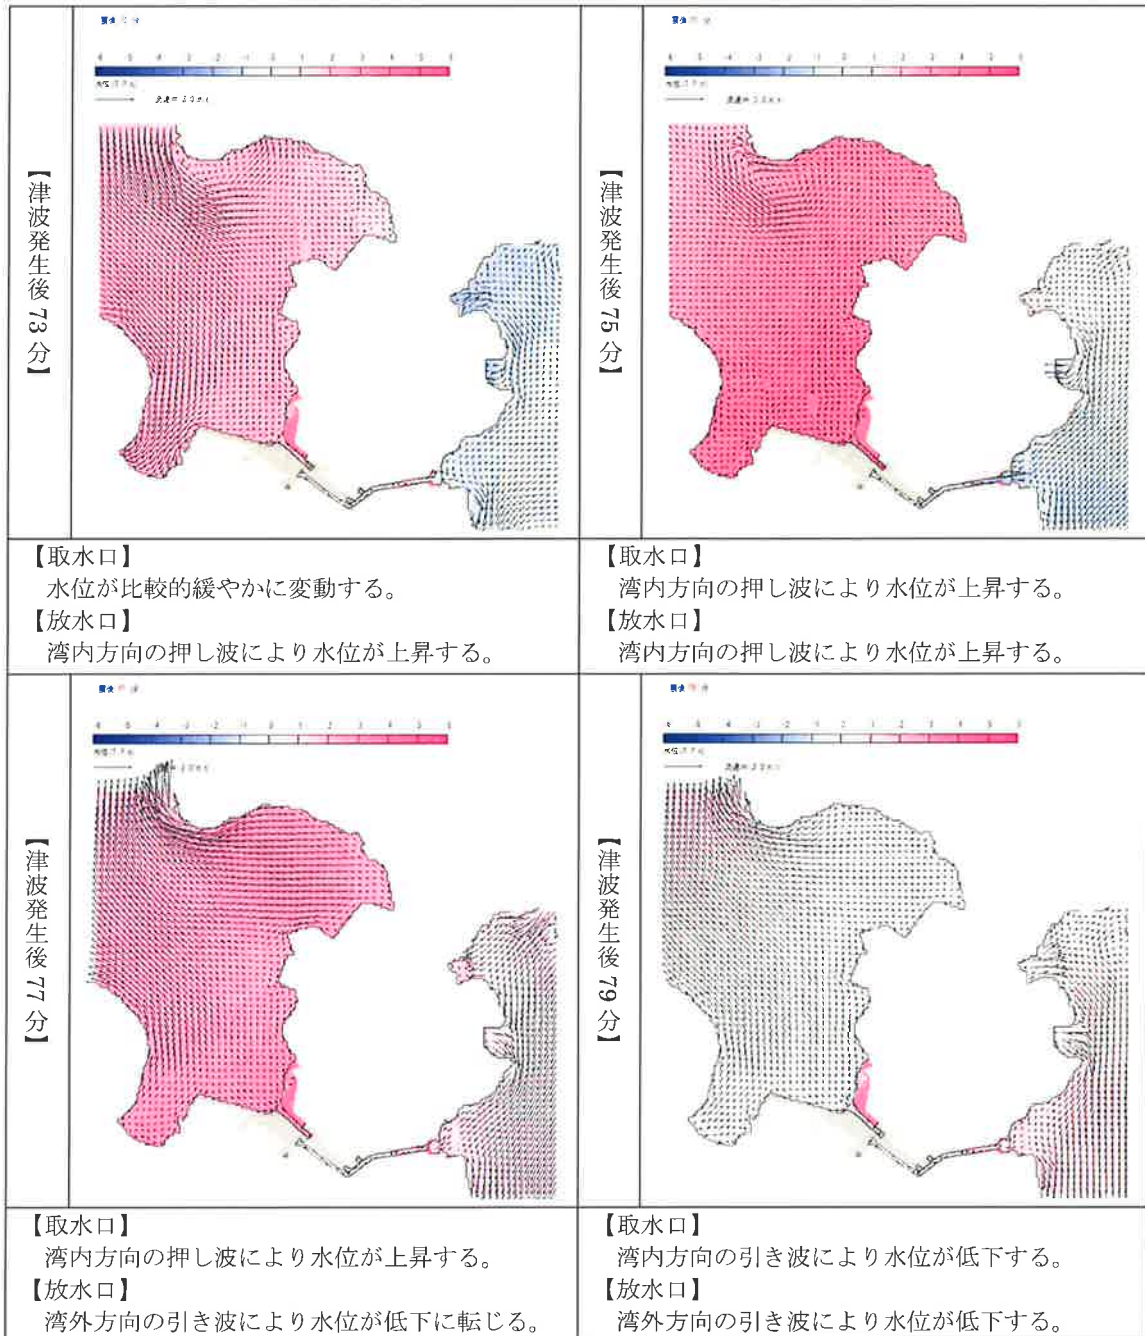 【津波発生後 73 分】
【取水口】
水位が比較的緩やかに変動する。
【放水口】
湾内方向の押し波により水位が上昇する。
【津波発生後 75 分】
【取水口】
湾内方向の押し波により水位が上昇する。
【放水口】
湾内方向の押し波により水位が上昇する。
【津波発生後 77 分】
【取水口】
湾内方向の押し波により水位が上昇する。
【放水口】
湾外方向の引き波により水位が低下に転じる。
【津波発生後 79 分】
【取水口】
湾内方向の引き波により水位が低下する。
【放水口】
湾外方向の引き波により水位が低下する。